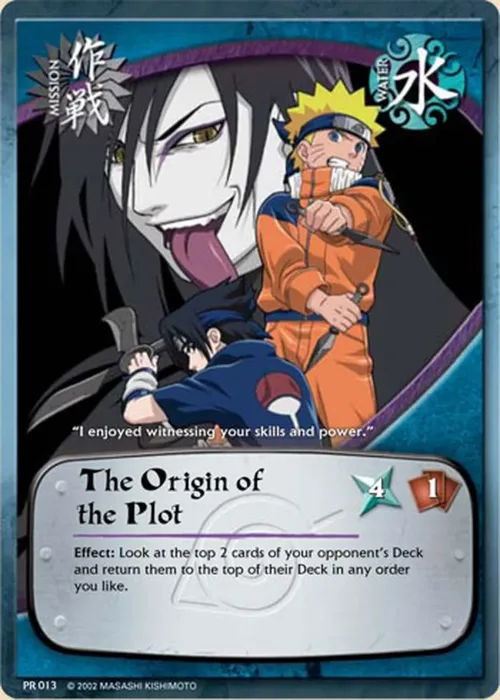 MISSION
作戦
WATER
水
"I enjoyed witnessing your skills and power."
The Origin of
the Plot
4
1
Effect: Look at the top 2 cards of your opponent's Deck
and return them to the top of their Deck in any order
you like.
PR 013 © 2002 MASASHI KISHIMOTO